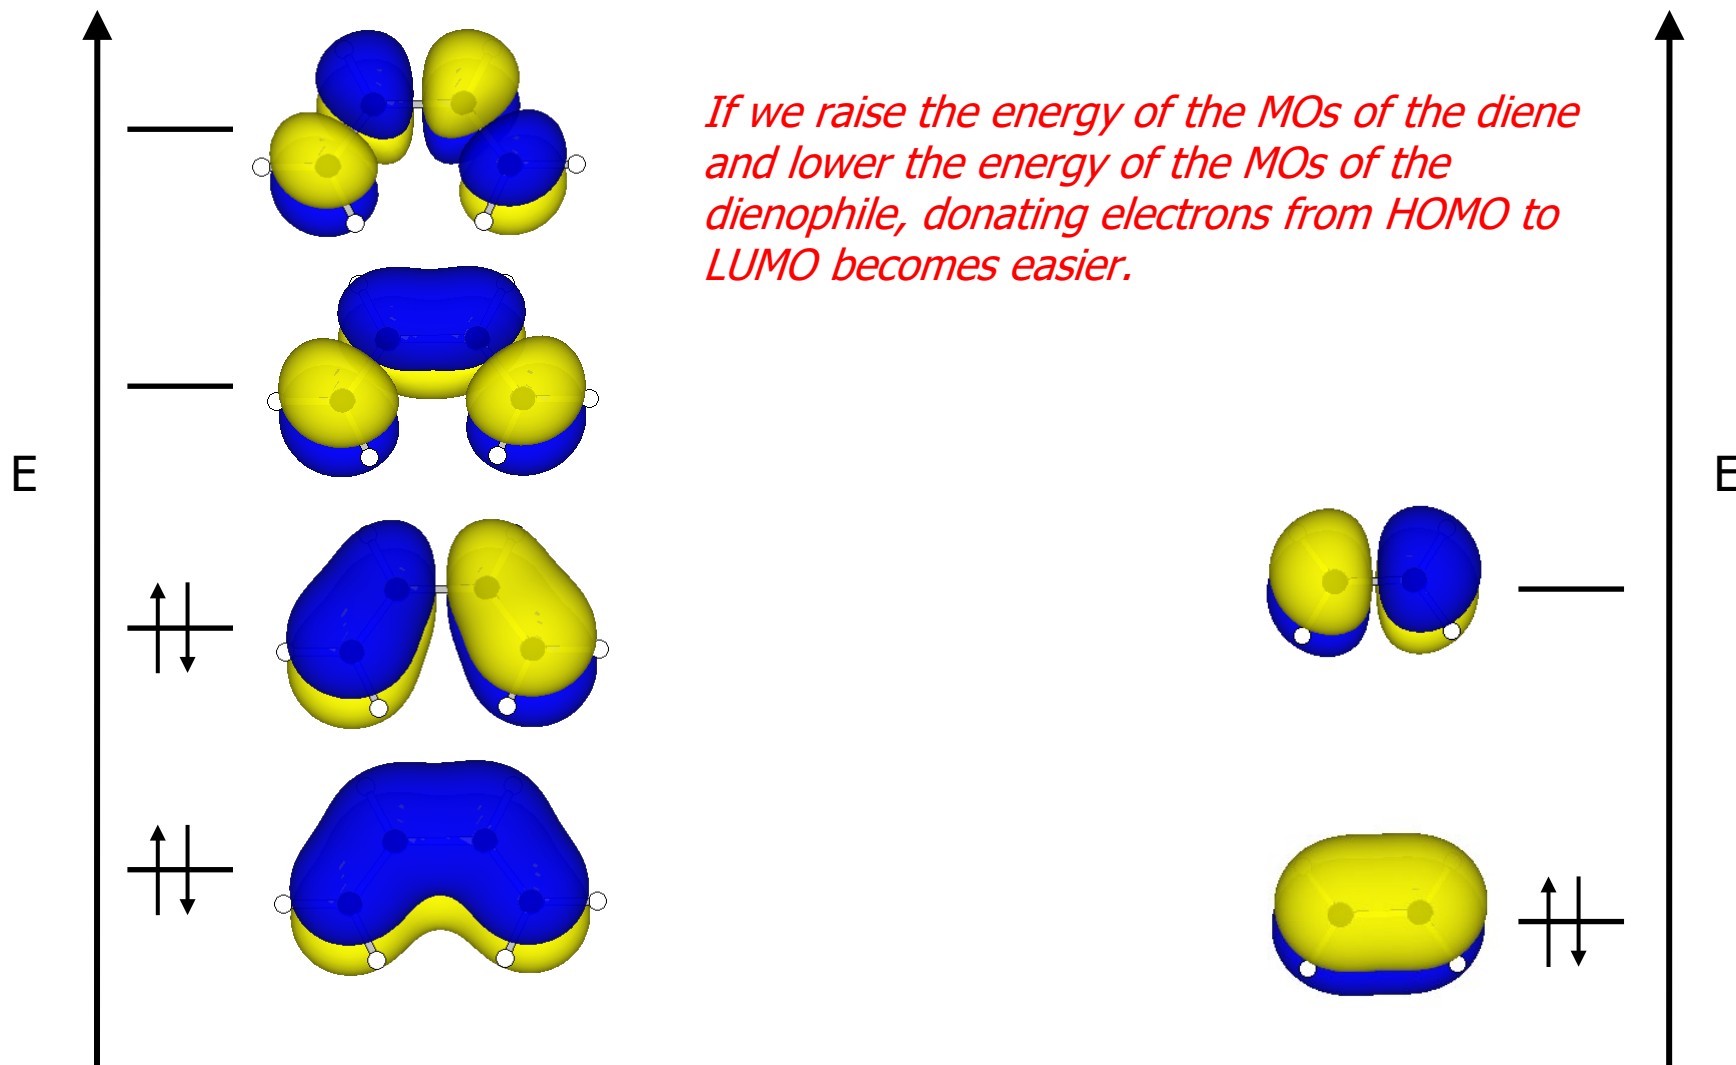 If we raise the energy of the MOs of the diene
and lower the energy of the MOs of the
dienophile, donating electrons from HOMO to
LUMO becomes easier.
E
E